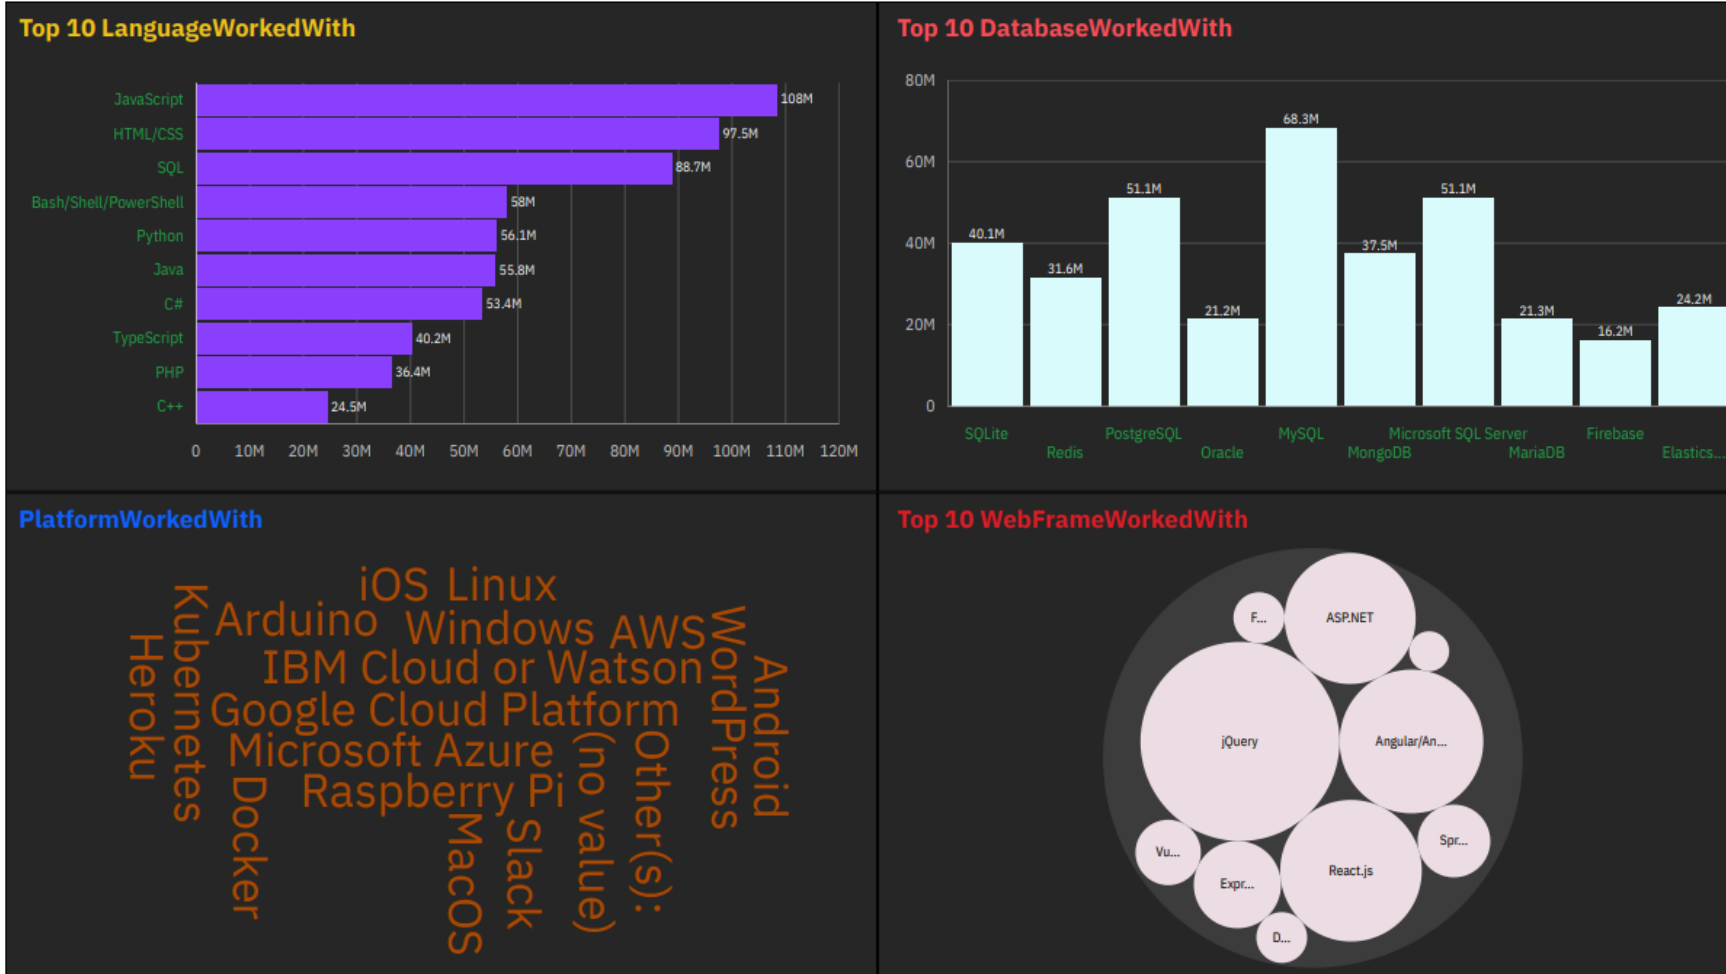 Top 10 LanguageWorkedWith
JavaScript 108M
HTML/CSS 97.5M
SQL 88.7M
Bash/Shell/PowerShell 58M
Python 56.1M
Java 55.8M
C# 53.4M
TypeScript 40.2M
PHP 36.4M
C++ 24.5M
0 10M 20M 30M 40M 50M 60M 70M 80M 90M 100M 110M 120M
Top 10 DatabaseWorkedWith
80M
60M
40M
20M
0
40.1M
31.6M
51.1M
21.2M
68.3M
37.5M
51.1M
21.3M
16.2M
24.2M
SQLite
Redis
PostgreSQL
Oracle
MySQL
MongoDB
Microsoft SQL Server
MariaDB
Firebase
Elastics...
PlatformWorkedWith
iOS
Linux
Kubernetes
Heroku
Arduino
Windows
AWS
WordPress
Android
IBM Cloud or Watson
Google Cloud Platform
Microsoft Azure
Raspberry Pi
Docker
MacOS
Slack
(no value)
Other(s):
Top 10 WebFrameWorkedWith
F...
ASP.NET
jQuery
Angular/An...
Vu...
Expr...
React.js
Spr...
D...